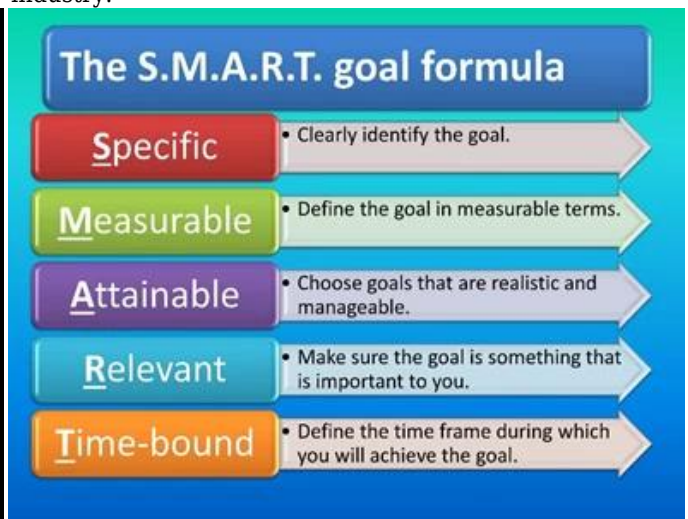 industry.
The S.M.A.R.T. goal formula
Specific
• Clearly identify the goal.
Measurable
• Define the goal in measurable terms.
Attainable
• Choose goals that are realistic and
manageable.
Relevant
• Make sure the goal is something that
is important to you.
Time-bound
• Define the time frame during which
you will achieve the goal.